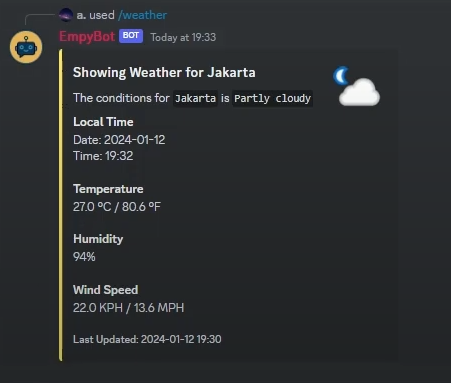 a. used /weather
EmpyBot BOT Today at 19:33
Showing Weather for Jakarta
The conditions for Jakarta is Partly cloudy
Local Time
Date: 2024-01-12
Time: 19:32
Temperature
27.0 ºC / 80.6 ºF
Humidity
94%
Wind Speed
22.0 KPH / 13.6 MPH
Last Updated: 2024-01-12 19:30